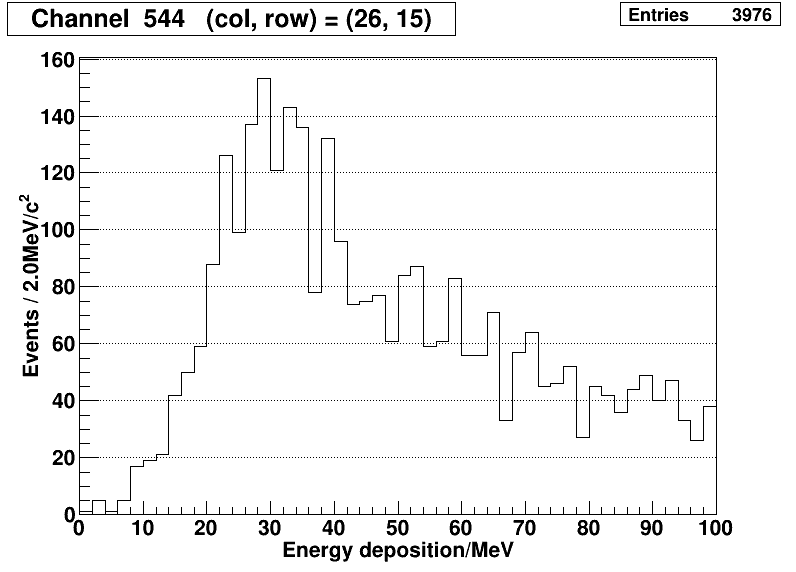 Channel 544 (col, row) = (26, 15)
Entries 3976
Events / 2.0MeV/c²
160
140
120
100
80
60
40
20
0
0 10 20 30 40 50 60 70 80 90 100
Energy deposition/MeV